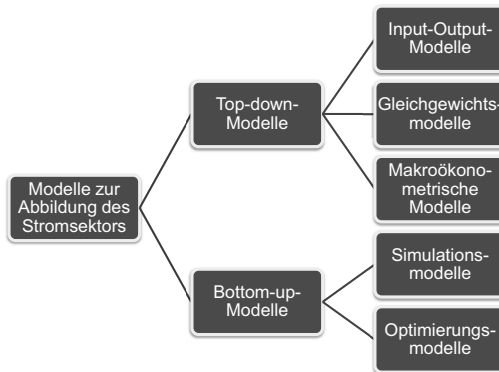 Modelle zur
Abbildung des
Stromsektors
Top-down-
Modelle
Input-Output-
Modelle
Gleichgewichts-
modelle
Makroökono-
metrische
Modelle
Bottom-up-
Modelle
Simulations-
modelle
Optimierungs-
modelle